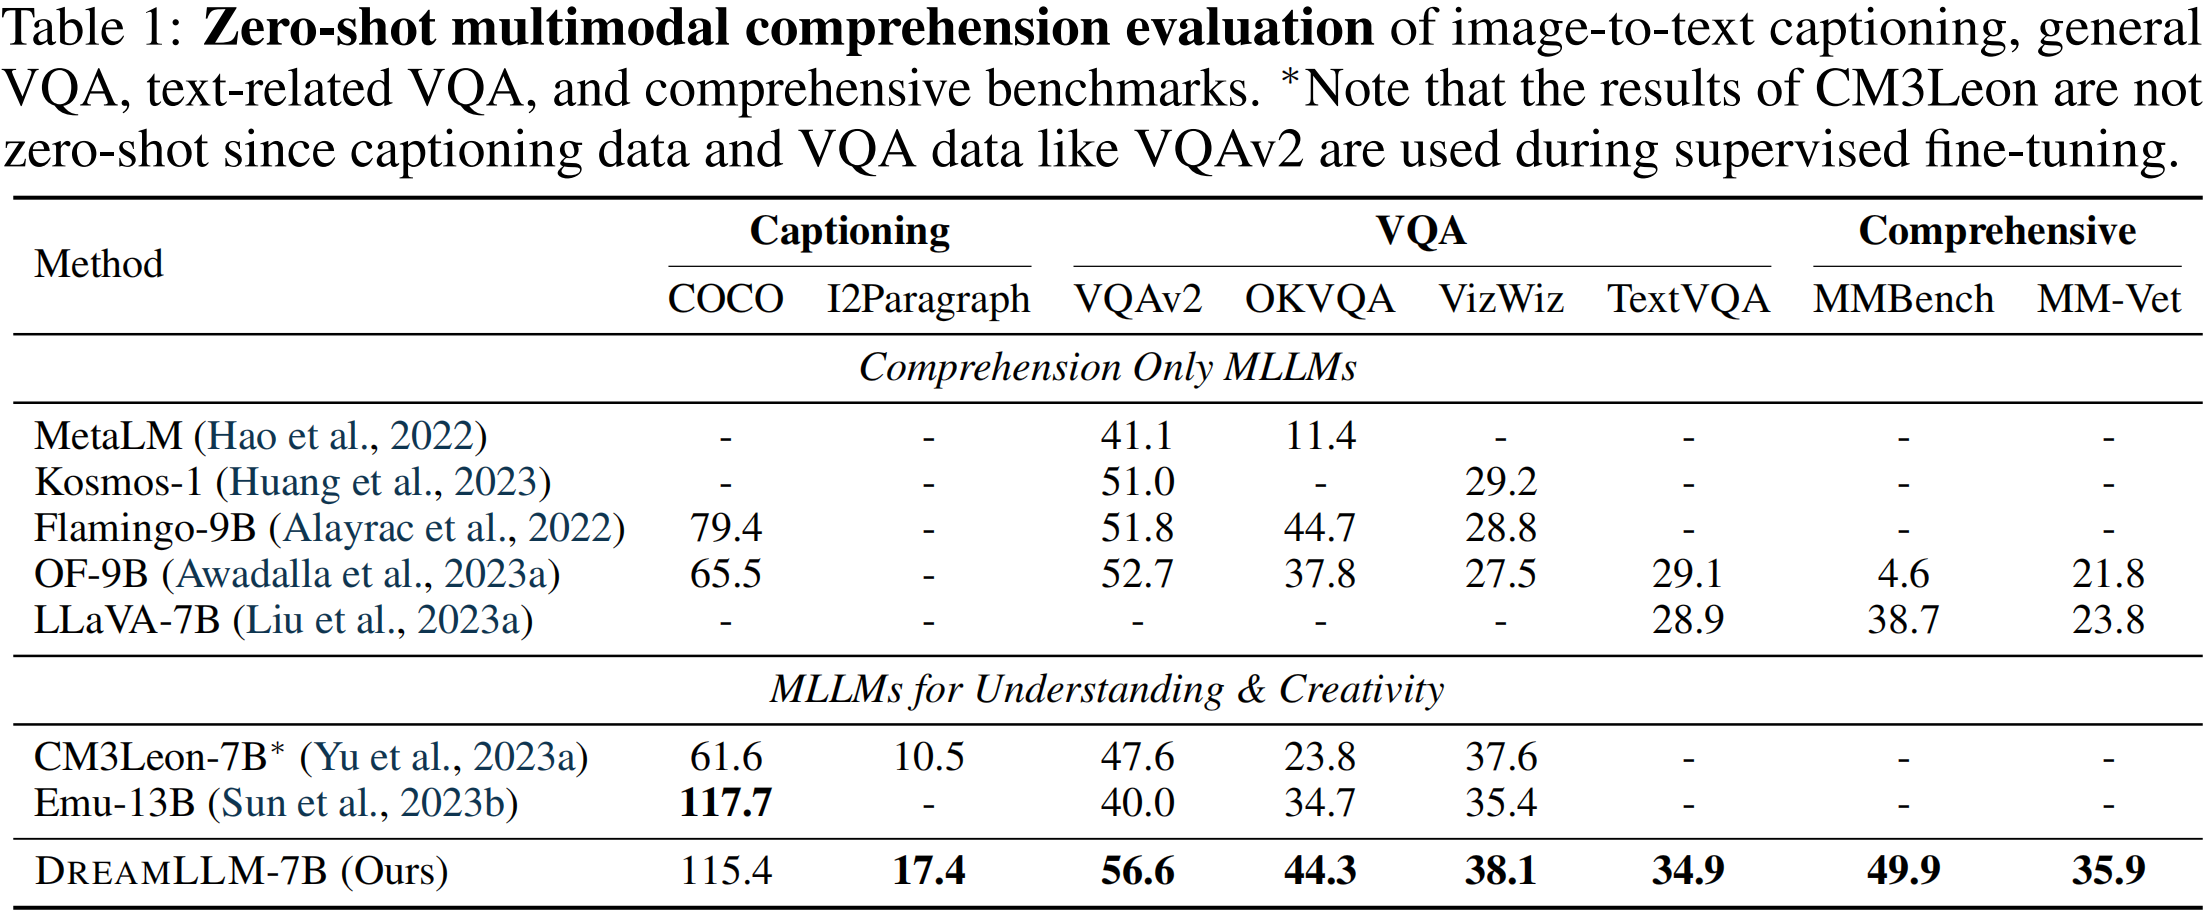 Table 1: Zero-shot multimodal comprehension evaluation of image-to-text captioning, general
VQA, text-related VQA, and comprehensive benchmarks. *Note that the results of CM3Leon are not
zero-shot since captioning data and VQA data like VQAv2 are used during supervised fine-tuning.
Method Captioning VQA Comprehensive
COCO I2Paragraph VQAv2 OKVQA VizWiz TextVQA MMBench MM-Vet
Comprehension Only MLLMs
MetaLM (Hao et al., 2022) - - 41.1 11.4 - - - -
Kosmos-1 (Huang et al., 2023) - - 51.0 - 29.2 - - -
Flamingo-9B (Alayrac et al., 2022) 79.4 - 51.8 44.7 28.8 - - -
OF-9B (Awadalla et al., 2023a) 65.5 - 52.7 37.8 27.5 29.1 4.6 21.8
LLaVA-7B (Liu et al., 2023a) - - - - - 28.9 38.7 23.8
MLLMs for Understanding & Creativity
CM3Leon-7B* (Yu et al., 2023a) 61.6 10.5 47.6 23.8 37.6 - - -
Emu-13B (Sun et al., 2023b) 117.7 - 40.0 34.7 35.4 - - -
DREAMLLM-7B (Ours) 115.4 17.4 56.6 44.3 38.1 34.9 49.9 35.9